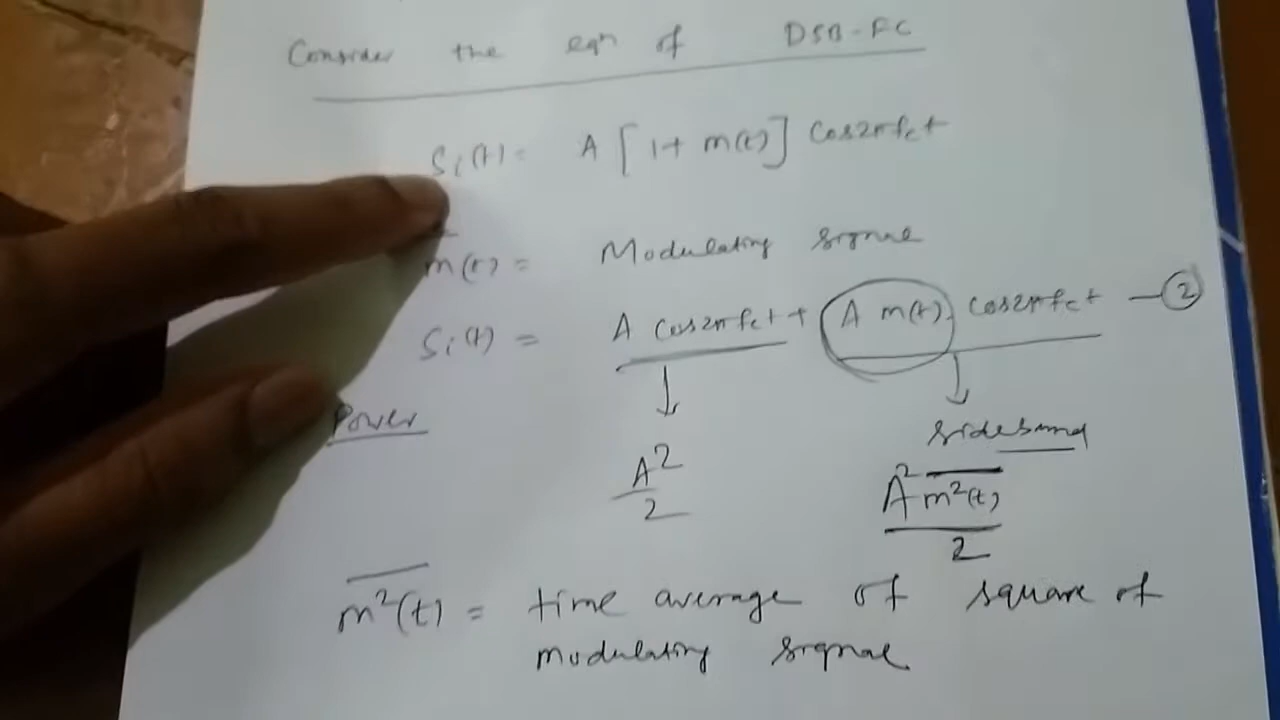 Consider the eqn of DSB-FC
Si(t) = A [1 + m(t)] Cos2πfct
m(t) = Modulating signal
Si(t) = A cos2πfct + A m(t). cos2πfct — 2
Power
sideband
A²/2
A² m²(t)/2
m²(t) = time average of square of
modulating signal